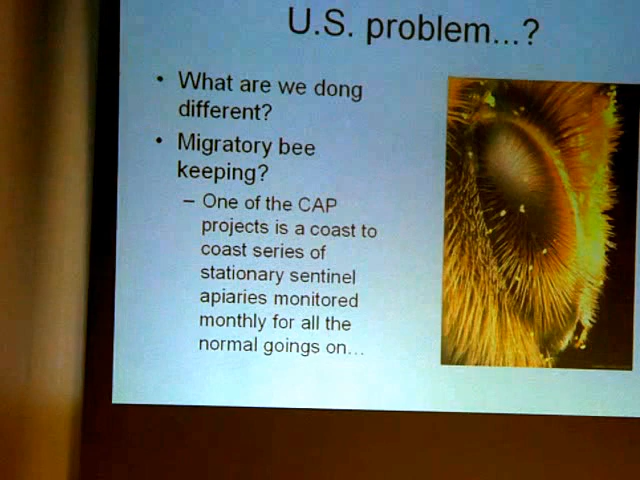 U.S. problem...?
• What are we dong
different?
• Migratory bee
keeping?
– One of the CAP
projects is a coast to
coast series of
stationary sentinel
apiaries monitored
monthly for all the
normal goings on...